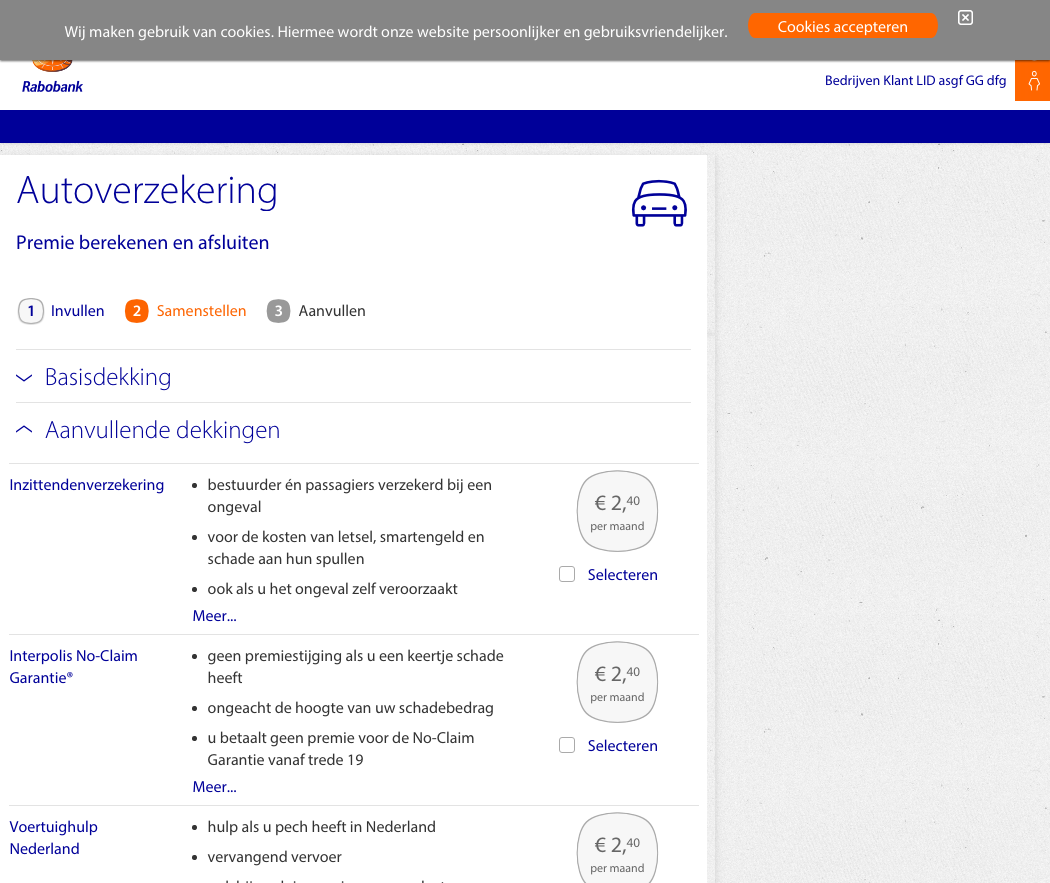 Wij maken gebruik van cookies. Hiermee wordt onze website persoonlijker en gebruiksvriendelijker.
Cookies accepteren
Rabobank
Bedrijven Klant LID asgf GG dfg
Autoverzekering
Premie berekenen en afsluiten
1 Invullen 2 Samenstellen 3 Aanvullen
Basisdekking
Aanvullende dekkingen
Inzittendenverzekering
• bestuurder én passagiers verzekerd bij een
ongeval
• voor de kosten van letsel, smartengeld en
schade aan hun spullen
• ook als u het ongeval zelf veroorzaakt
Meer...
€ 2,40
per maand
Selecteren
Interpolis No-Claim
Garantie®
• geen premiestijging als u een keertje schade
heeft
• ongeacht de hoogte van uw schadebedrag
• u betaalt geen premie voor de No-Claim
Garantie vanaf trede 19
Meer...
€ 2,40
per maand
Selecteren
Voertuighulp
Nederland
• hulp als u pech heeft in Nederland
• vervangend vervoer
€ 2,40
per maand